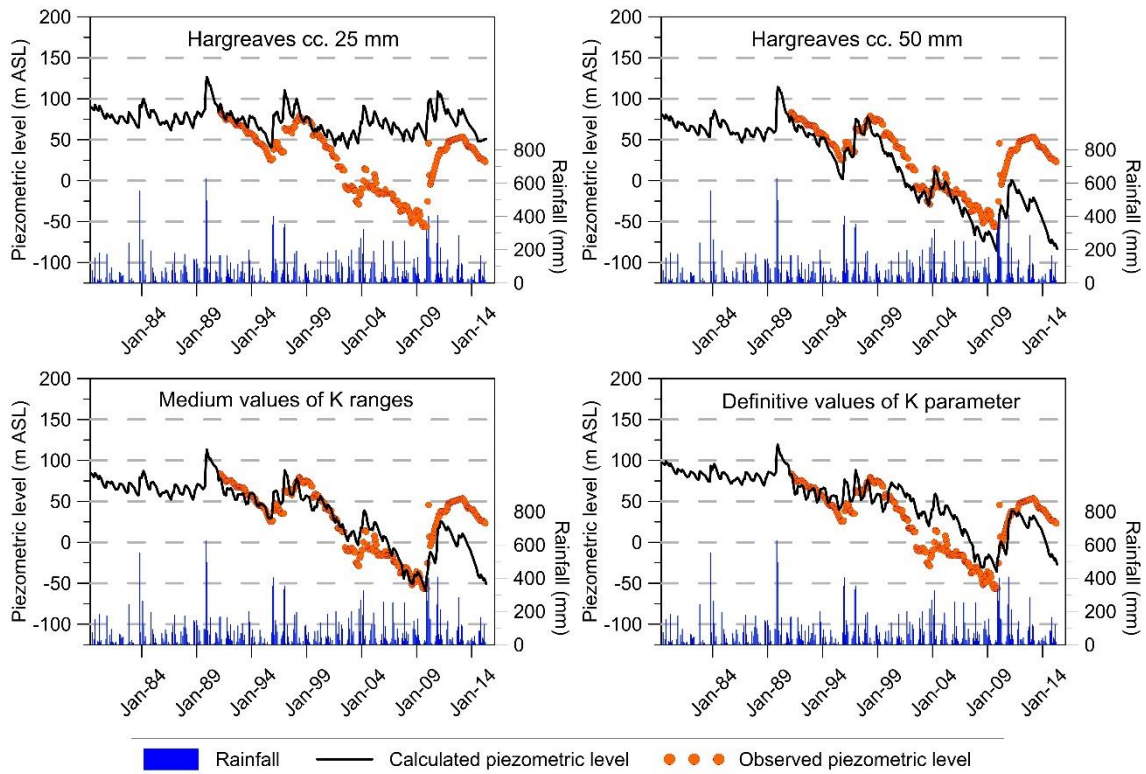 Hargreaves cc. 25 mm
Piezometric level (m ASL)
200
150
100
50
0
-50
-100
800
600
400
200
0
Rainfall (mm)
Jan-84
Jan-89
Jan-94
Jan-99
Jan-04
Jan-09
Jan-14
Hargreaves cc. 50 mm
Piezometric level (m ASL)
200
150
100
50
0
-50
-100
800
600
400
200
0
Rainfall (mm)
Jan-84
Jan-89
Jan-94
Jan-99
Jan-04
Jan-09
Jan-14
Medium values of K ranges
Piezometric level (m ASL)
200
150
100
50
0
-50
-100
800
600
400
200
0
Rainfall (mm)
Jan-84
Jan-89
Jan-94
Jan-99
Jan-04
Jan-09
Jan-14
Definitive values of K parameter
Piezometric level (m ASL)
200
150
100
50
0
-50
-100
800
600
400
200
0
Rainfall (mm)
Jan-84
Jan-89
Jan-94
Jan-99
Jan-04
Jan-09
Jan-14
Rainfall
Calculated piezometric level
Observed piezometric level